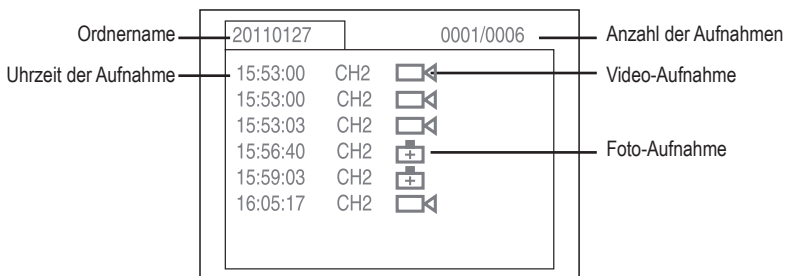 Ordnername 20110127 0001/0006 Anzahl der Aufnahmen
Uhrzeit der Aufnahme 15:53:00 CH2 Video-Aufnahme
15:53:00 CH2
15:53:03 CH2
15:56:40 CH2 Foto-Aufnahme
15:59:03 CH2
16:05:17 CH2